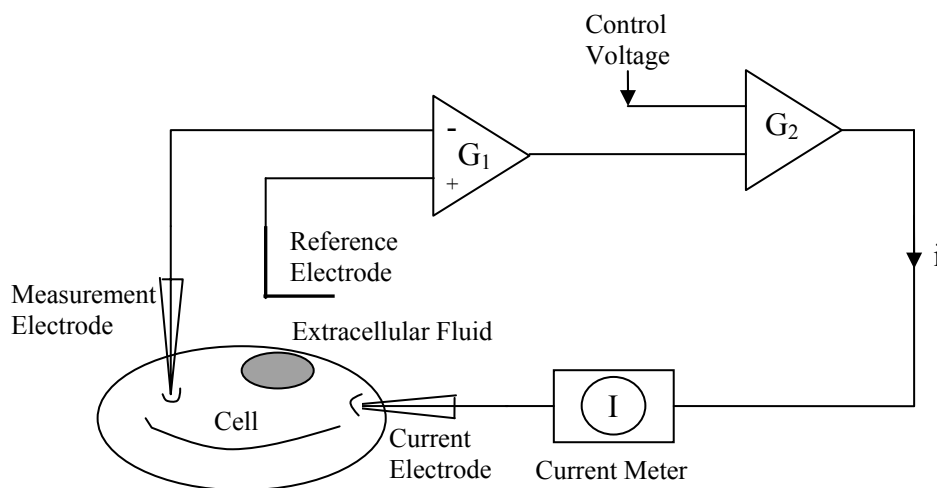 Control
Voltage
G₂
-
G₁
+
i
Reference
Electrode
Measurement
Electrode
Extracellular Fluid
Cell
I
Current
Electrode
Current Meter